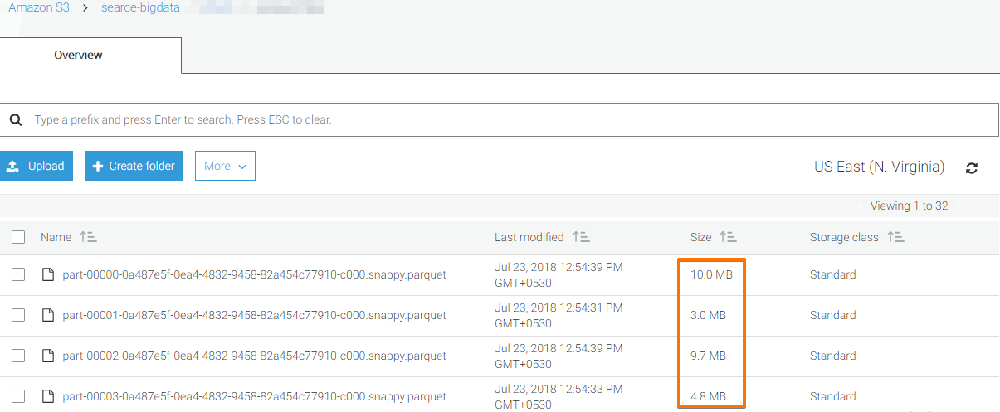 Amazon S3 > searce-bigdata
Overview
Type a prefix and press Enter to search. Press ESC to clear.
Upload Create folder More US East (N. Virginia)
Viewing 1 to 32
Name Last modified Size Storage class
part-00000-0a487e5f-0ea4-4832-9458-82a454c77910-c000.snappy.parquet Jul 23, 2018 12:54:39 PM 10.0 MB Standard
GMT+0530
part-00001-0a487e5f-0ea4-4832-9458-82a454c77910-c000.snappy.parquet Jul 23, 2018 12:54:31 PM 3.0 MB Standard
GMT+0530
part-00002-0a487e5f-0ea4-4832-9458-82a454c77910-c000.snappy.parquet Jul 23, 2018 12:54:39 PM 9.7 MB Standard
GMT+0530
part-00003-0a487e5f-0ea4-4832-9458-82a454c77910-c000.snappy.parquet Jul 23, 2018 12:54:33 PM 4.8 MB Standard
GMT+0530